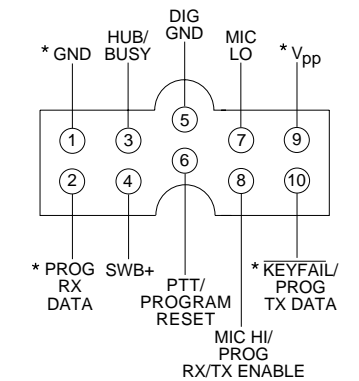 DIG
GND
HUB/
BUSY
MIC
LO
* GND
* Vpp
5
1
3
7
9
6
2
4
8
10
* PROG
RX
DATA
SWB+
PTT/
PROGRAM
RESET
* KEYFAIL/
PROG
TX DATA
MIC HI/
PROG
RX/TX ENABLE